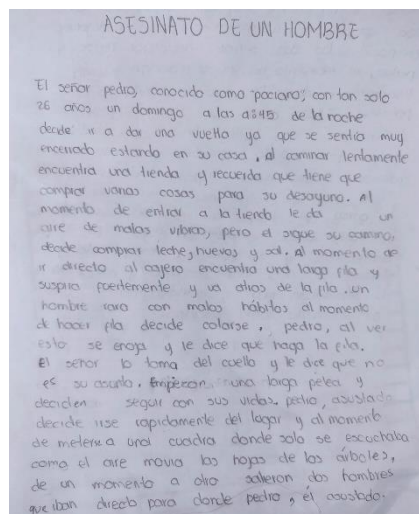 ASESINATO DE UN HOMBRE
El señor pedro, conocido como "paciano", con tan solo
26 años un domingo a las 9:45 de la noche
decide ir a dar una vuelta ya que se sentia muy
encerrado estando en su casa, al caminar lentamente
encuentra una tienda y recuerda que tiene que
comprar varias cosas para su desayuno. Al
momento de entrar a la tienda le da un
aire de malas vibras, pero el sigue su camino,
decide comprar leche, huevos y sal. Al momento de
ir directo al cajero encuentra una larga fila y
suspira fuertemente y va atras de la fila. un
hombre raro con malos hábitos al momento
de hacer fila decide colarse. pedro, al ver
esto se enoja y le dice que haga la fila.
El señor lo toma del cuello y le dice que no
es su asunto. Empiezan una larga pelea y
deciden seguir con sus vidas. pedro, asustado
decide irse rapidamente del lugar y al momento
de meterse a una cuadra donde solo se escuchaba
como el aire movia las hojas de los árboles,
de un momento a otro salieron dos hombres
que iban directo para donde pedro, él asustado.